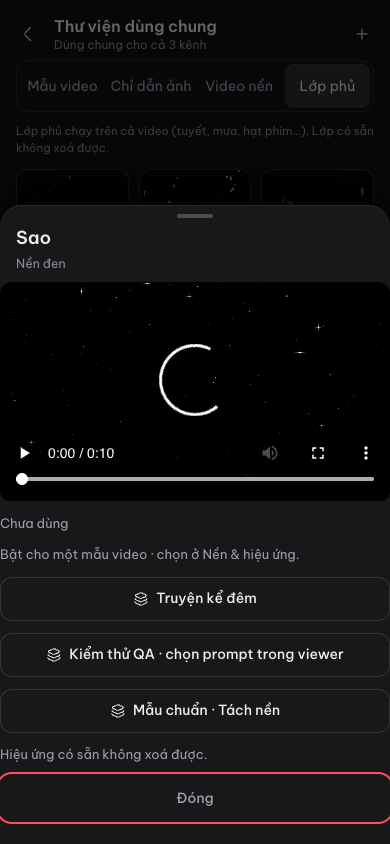 Thư viện dùng chung
Dùng chung cho cả 3 kênh
Mẫu video
Chỉ dẫn ảnh
Video nền
Lớp phủ
Lớp phủ chạy trên cả video (tuyết, mưa, hạt phim…). Lớp có sẵn
không xoá được.
Sao
Nền đen
0:00 / 0:10
Chưa dùng
Bật cho một mẫu video · chọn ở Nền & hiệu ứng.
Truyện kể đêm
Kiểm thử QA · chọn prompt trong viewer
Mẫu chuẩn · Tách nền
Hiệu ứng có sẵn không xoá được.
Đóng